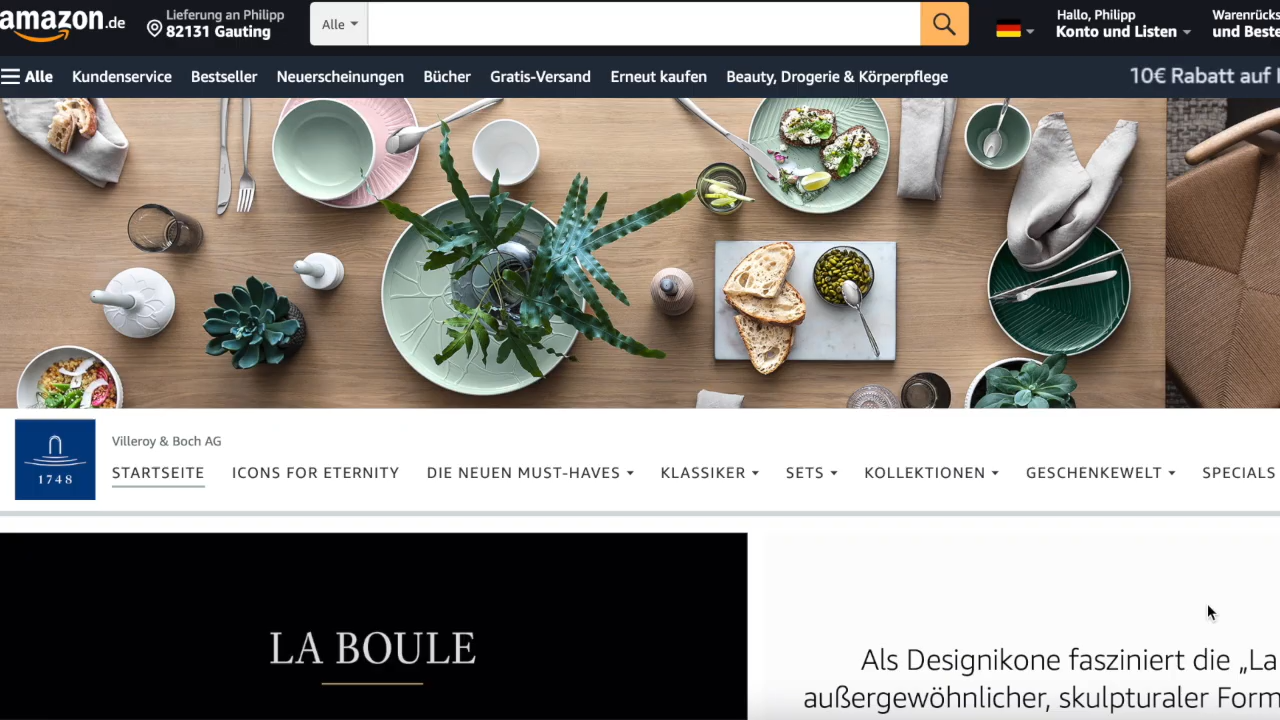 amazon.de
Lieferung an Philipp
82131 Gauting
Alle
Hallo, Philipp
Konto und Listen
Warenrücks
und Beste
Alle Kundenservice Bestseller Neuerscheinungen Bücher Gratis-Versand Erneut kaufen Beauty, Drogerie & Körperpflege
10€ Rabatt auf
1748
Villeroy & Boch AG
STARTSEITE ICONS FOR ETERNITY DIE NEUEN MUST-HAVES KLASSIKER SETS KOLLEKTIONEN GESCHENKEWELT SPECIALS
LA BOULE
Als Designikone fasziniert die „La
außergewöhnlicher, skulpturaler Form